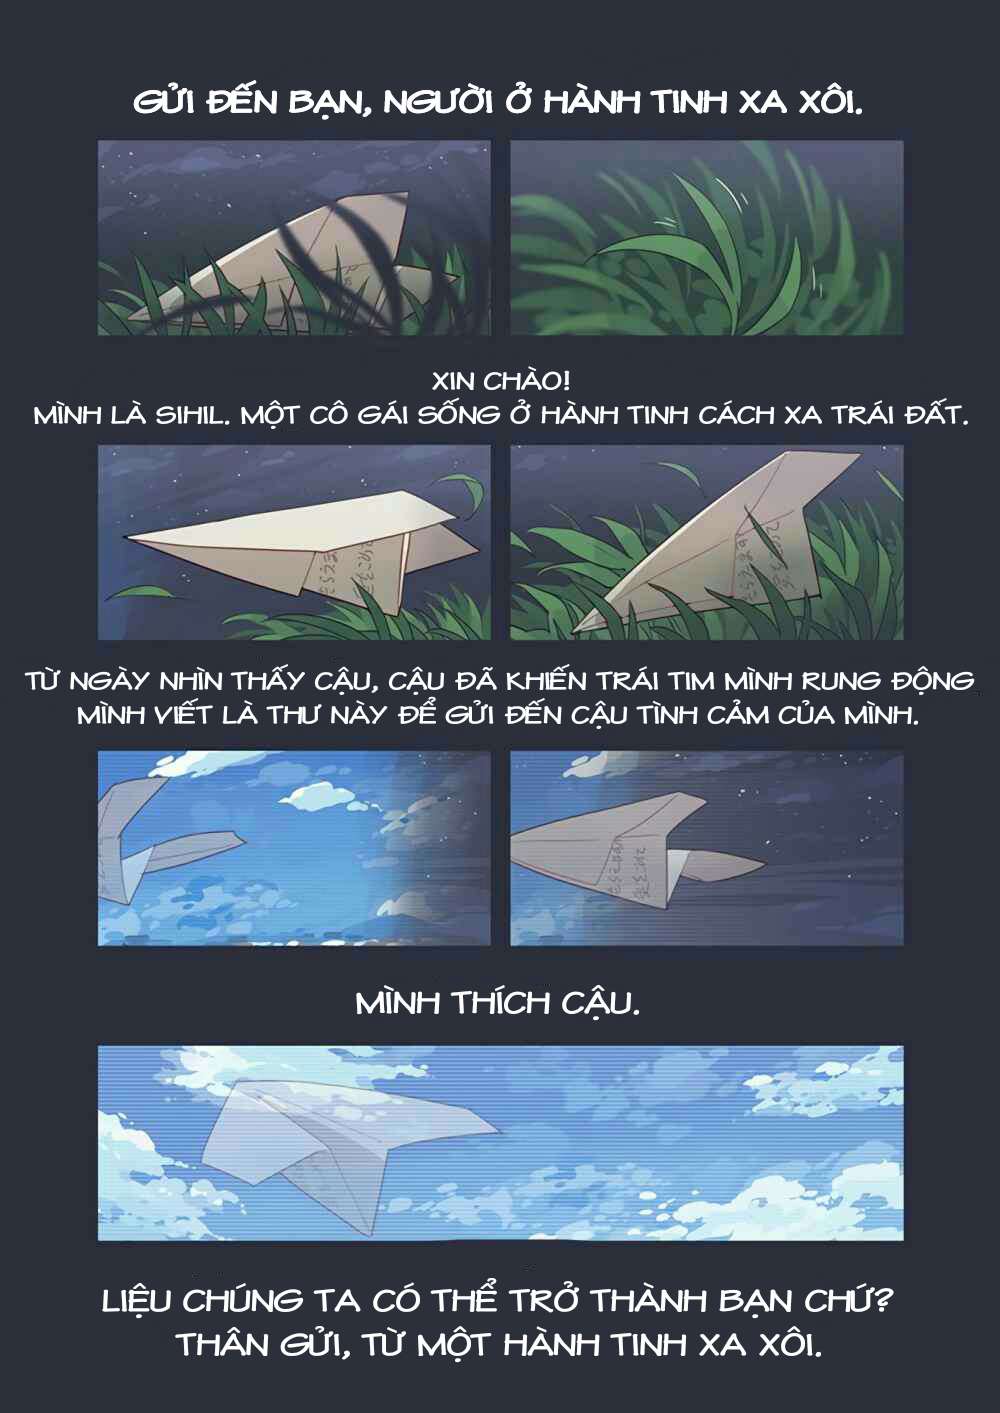 GỬI ĐẾN BẠN, NGƯỜI Ở HÀNH TINH XA XÔI.
XIN CHÀO!
MÌNH LÀ SIHIL. MỘT CÔ GÁI SỐNG Ở HÀNH TINH CÁCH XA TRÁI ĐẤT.
TỪ NGÀY NHÌN THẤY CẬU, CẬU ĐÃ KHIẾN TRÁI TIM MÌNH RUNG ĐỘNG
MÌNH VIẾT LÀ THƯ NÀY ĐỂ GỬI ĐẾN CẬU TÌNH CẢM CỦA MÌNH.
MÌNH THÍCH CẬU.
LIỆU CHÚNG TA CÓ THỂ TRỞ THÀNH BẠN CHỨ?
THÂN GỬI, TỪ MỘT HÀNH TINH XA XÔI.